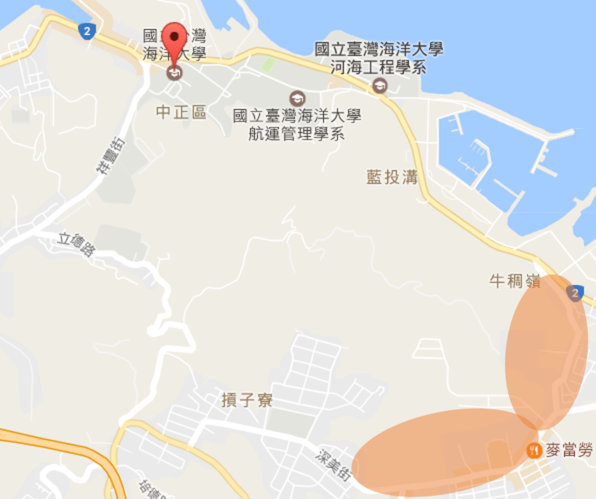 2
國立臺灣
海洋大學
國立臺灣海洋大學
河海工程學系
中正區
國立臺灣海洋大學
航運管理學系
祥豐街
藍投溝
立德路
牛稠嶺
2
摃子寮
深美街
麥當勞